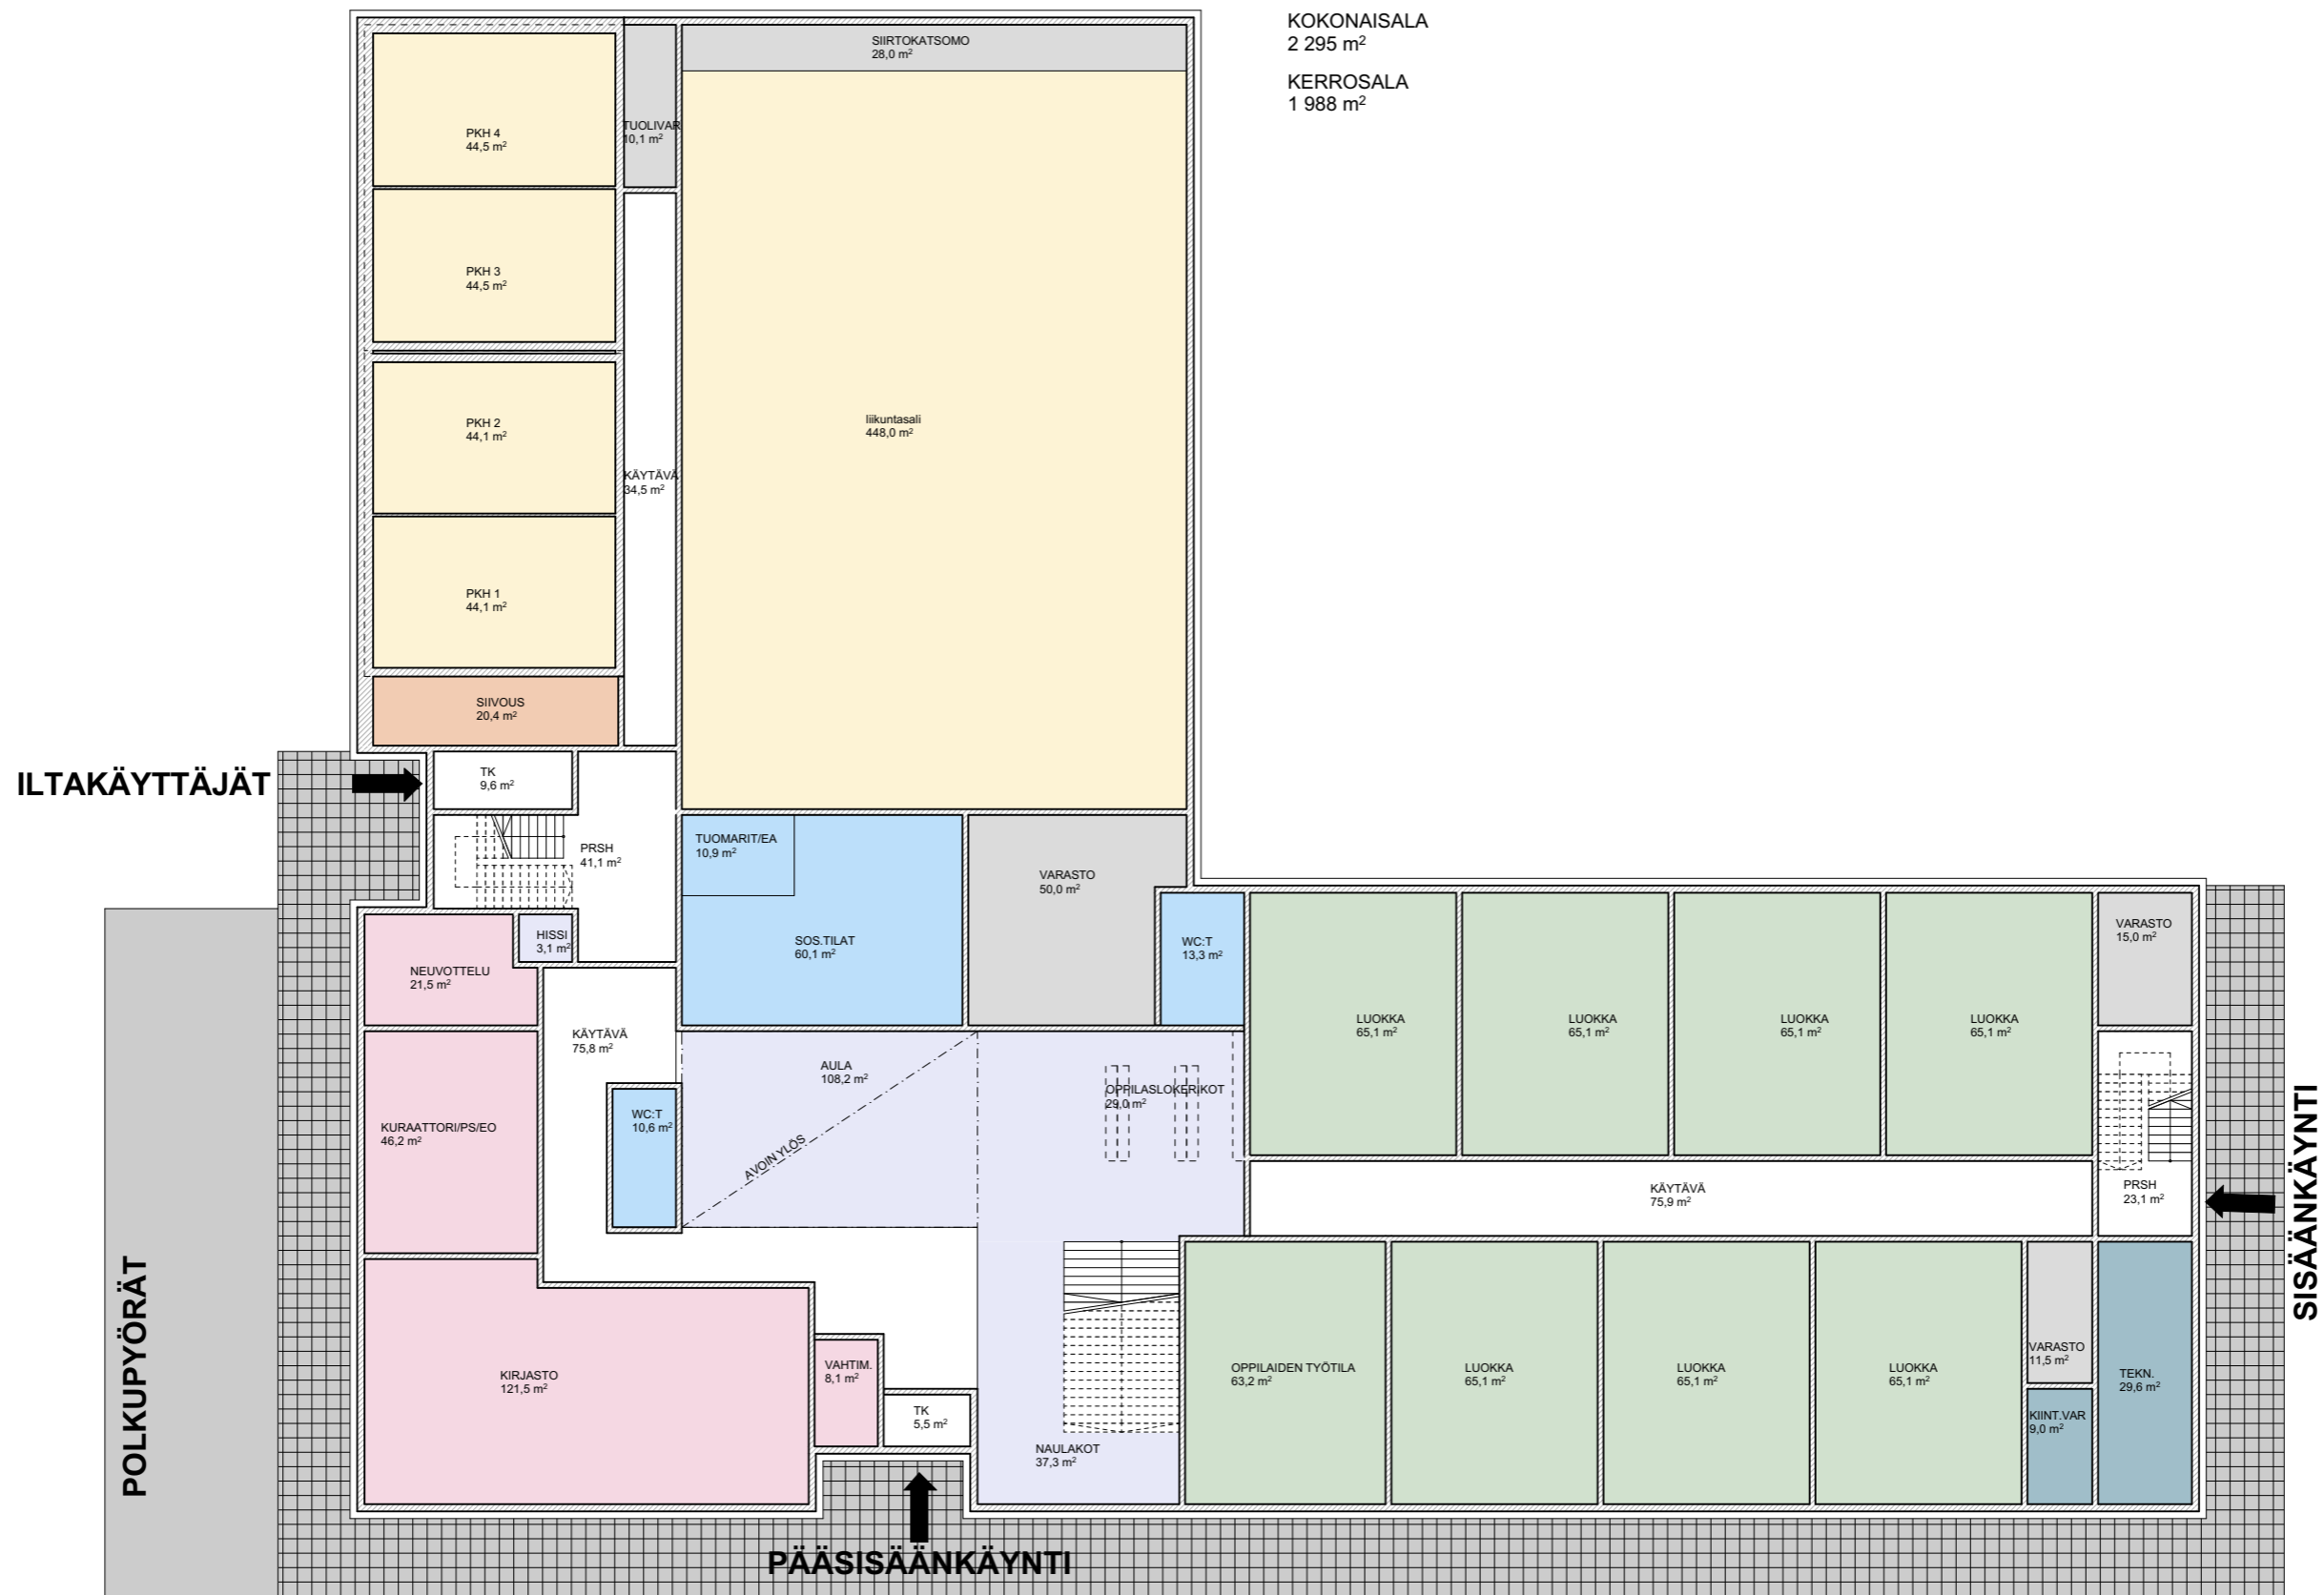 KOKONAISALA
2 295 m²
KERROSALA
1 988 m²
SIIRTOKATSOMO
28,0 m²
PKH 4
44,5 m²
TUOLIVAR
10,1 m²
PKH 3
44,5 m²
PKH 2
44,1 m²
liikuntasali
448,0 m²
KÄYTÄVÄ
34,5 m²
PKH 1
44,1 m²
SIIVOUS
20,4 m²
ILTAKÄYTTÄJÄT
TK
9,6 m²
PRSH
41,1 m²
TUOMARIT/EA
10,9 m²
VARASTO
50,0 m²
HISSI
3,1 m²
SOS.TILAT
60,1 m²
WC:T
13,3 m²
VARASTO
15,0 m²
NEUVOTTELU
21,5 m²
LUOKKA
65,1 m²
LUOKKA
65,1 m²
LUOKKA
65,1 m²
LUOKKA
65,1 m²
KÄYTÄVÄ
75,8 m²
AULA
108,2 m²
OPPILASLOKERIKOT
29,0 m²
WC:T
10,6 m²
KURAATTORI/PS/EO
46,2 m²
AVOIN YLÖS
KÄYTÄVÄ
75,9 m²
PRSH
23,1 m²
SISÄÄNKÄYNTI
POLKUPYÖRÄT
KIRJASTO
121,5 m²
VAHTIM.
8,1 m²
OPPILAIDEN TYÖTILA
63,2 m²
LUOKKA
65,1 m²
LUOKKA
65,1 m²
LUOKKA
65,1 m²
VARASTO
11,5 m²
TEKN.
29,6 m²
TK
5,5 m²
KIINT.VAR
9,0 m²
NAULAKOT
37,3 m²
PÄÄSISÄÄNKÄYNTI